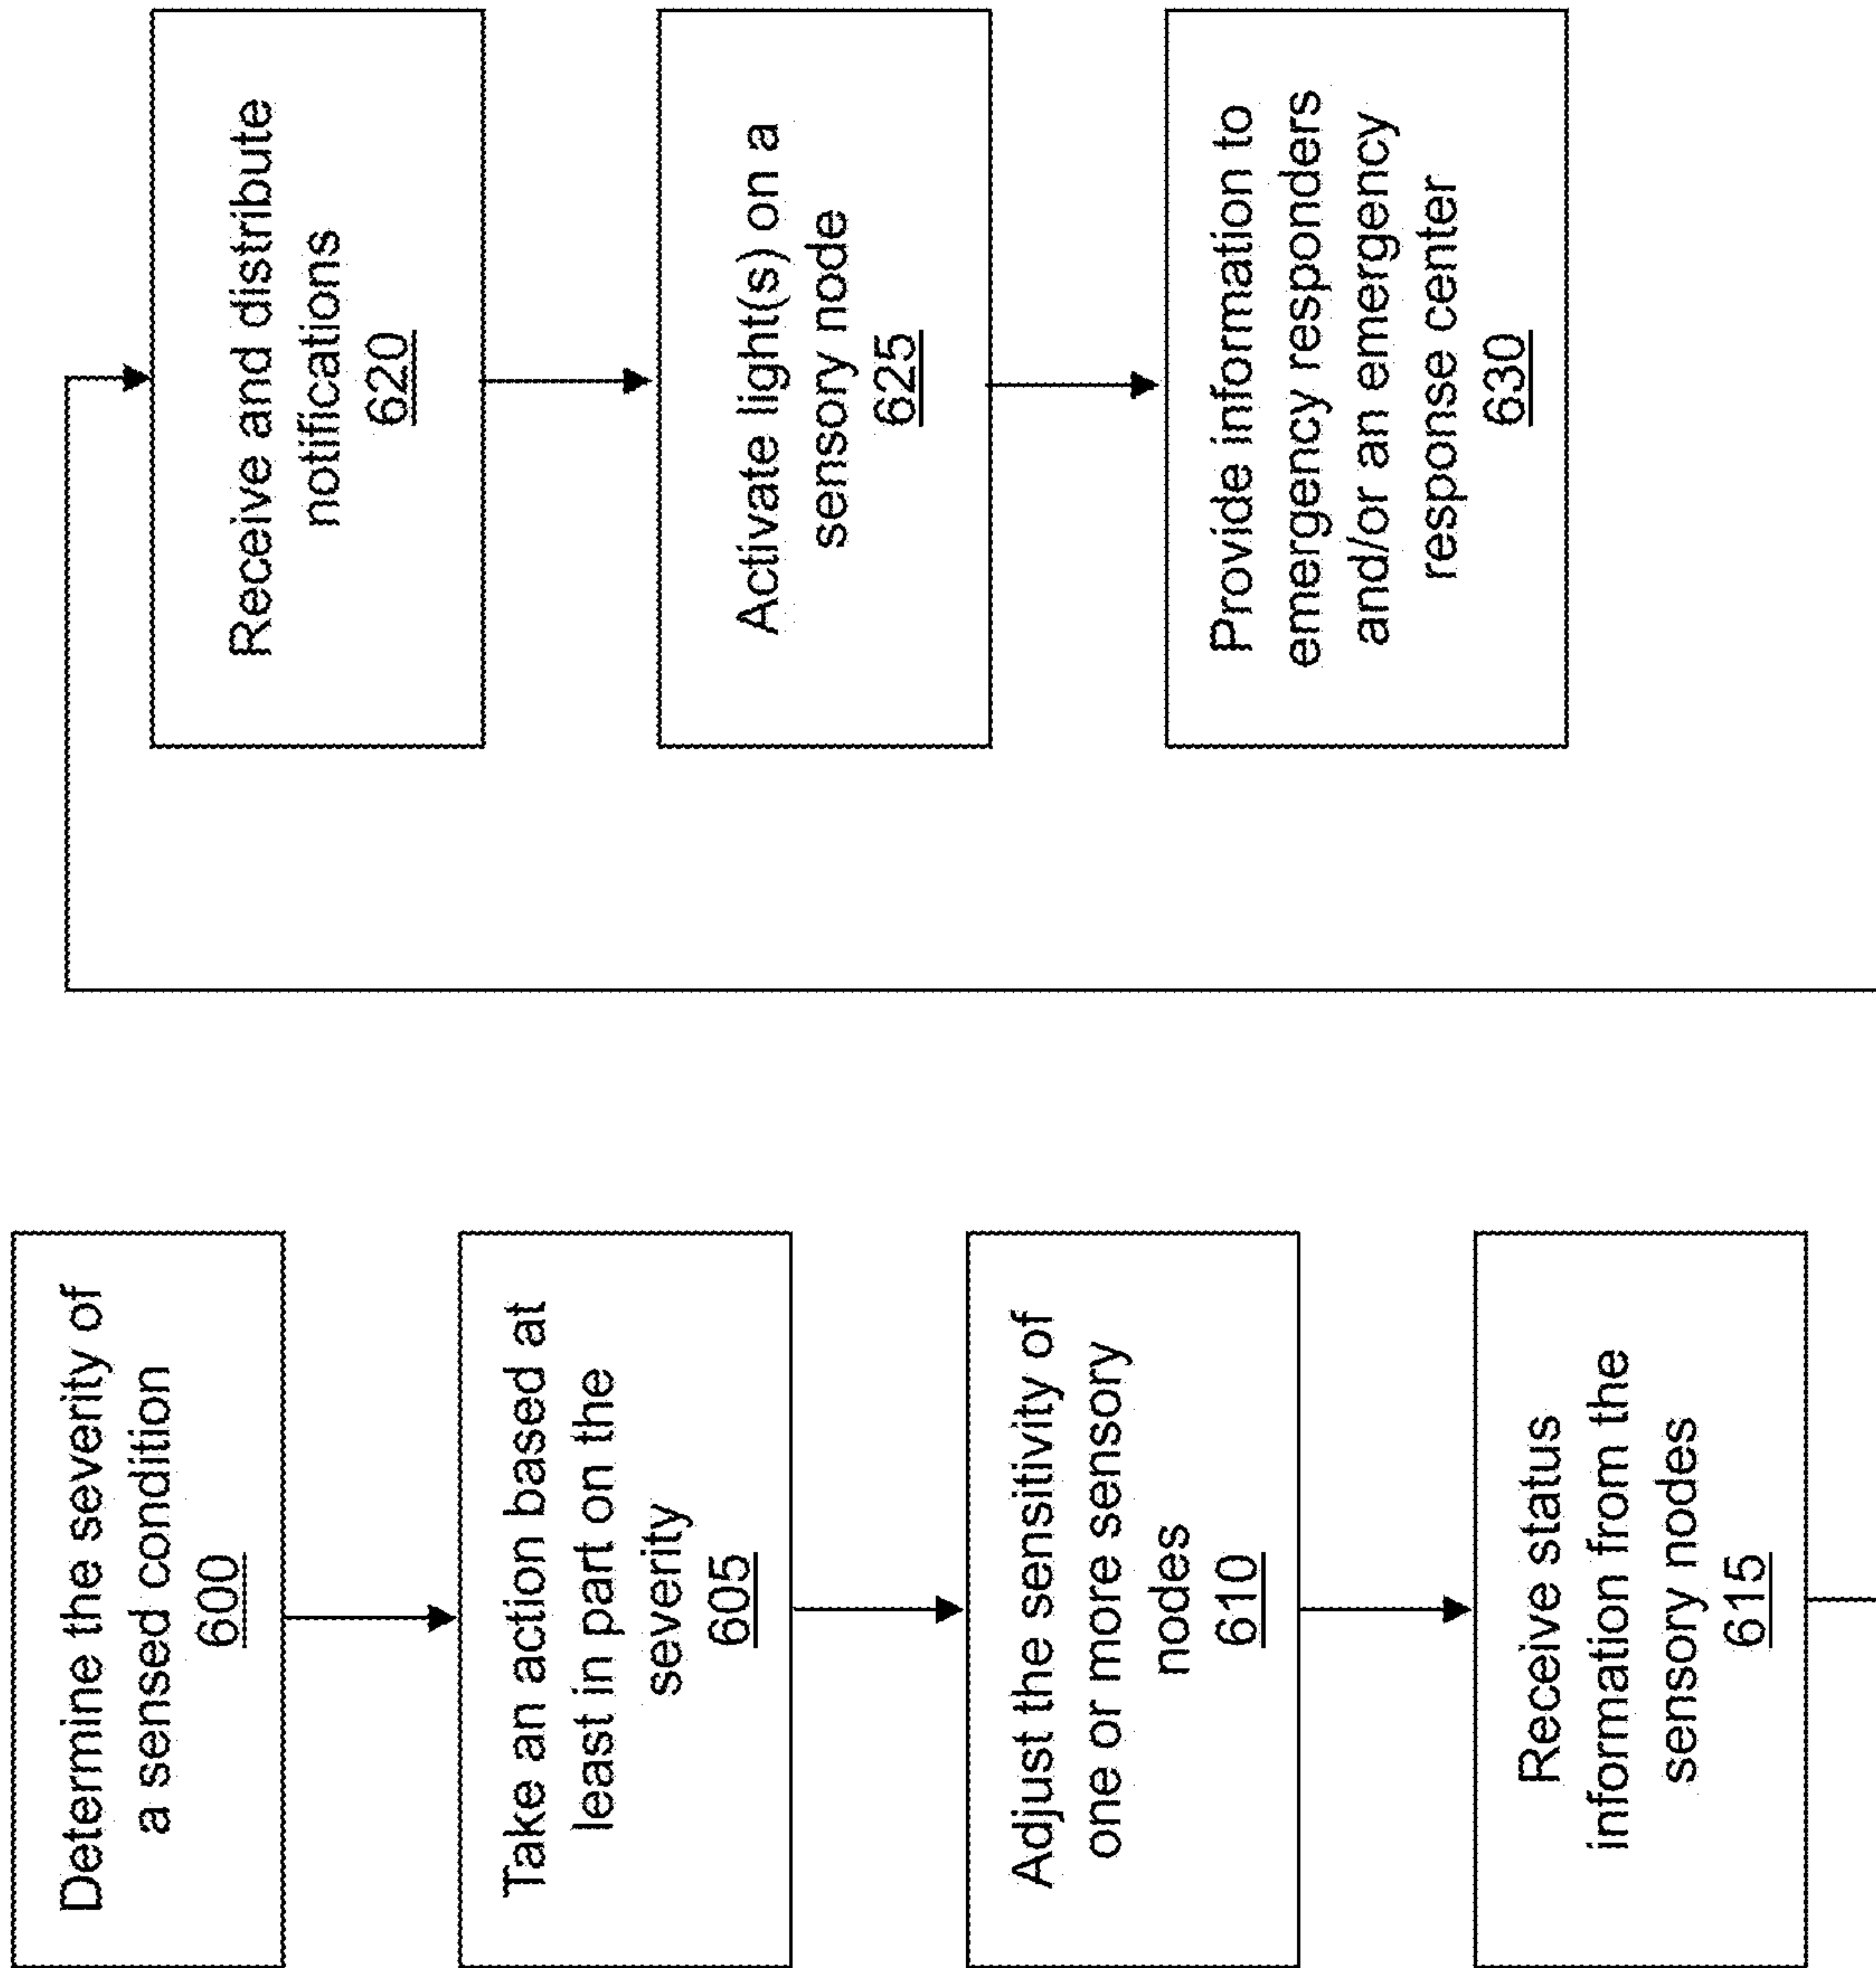 Determine the severity of
a sensed condition
600
Take an action based at
least in part on the
severity
605
Adjust the sensitivity of
one or more sensory
nodes
610
Receive status
information from the
sensory nodes
615
Receive and distribute
notifications
620
Activate light(s) on a
sensory node
625
Provide information to
emergency responders
and/or an emergency
response center
630